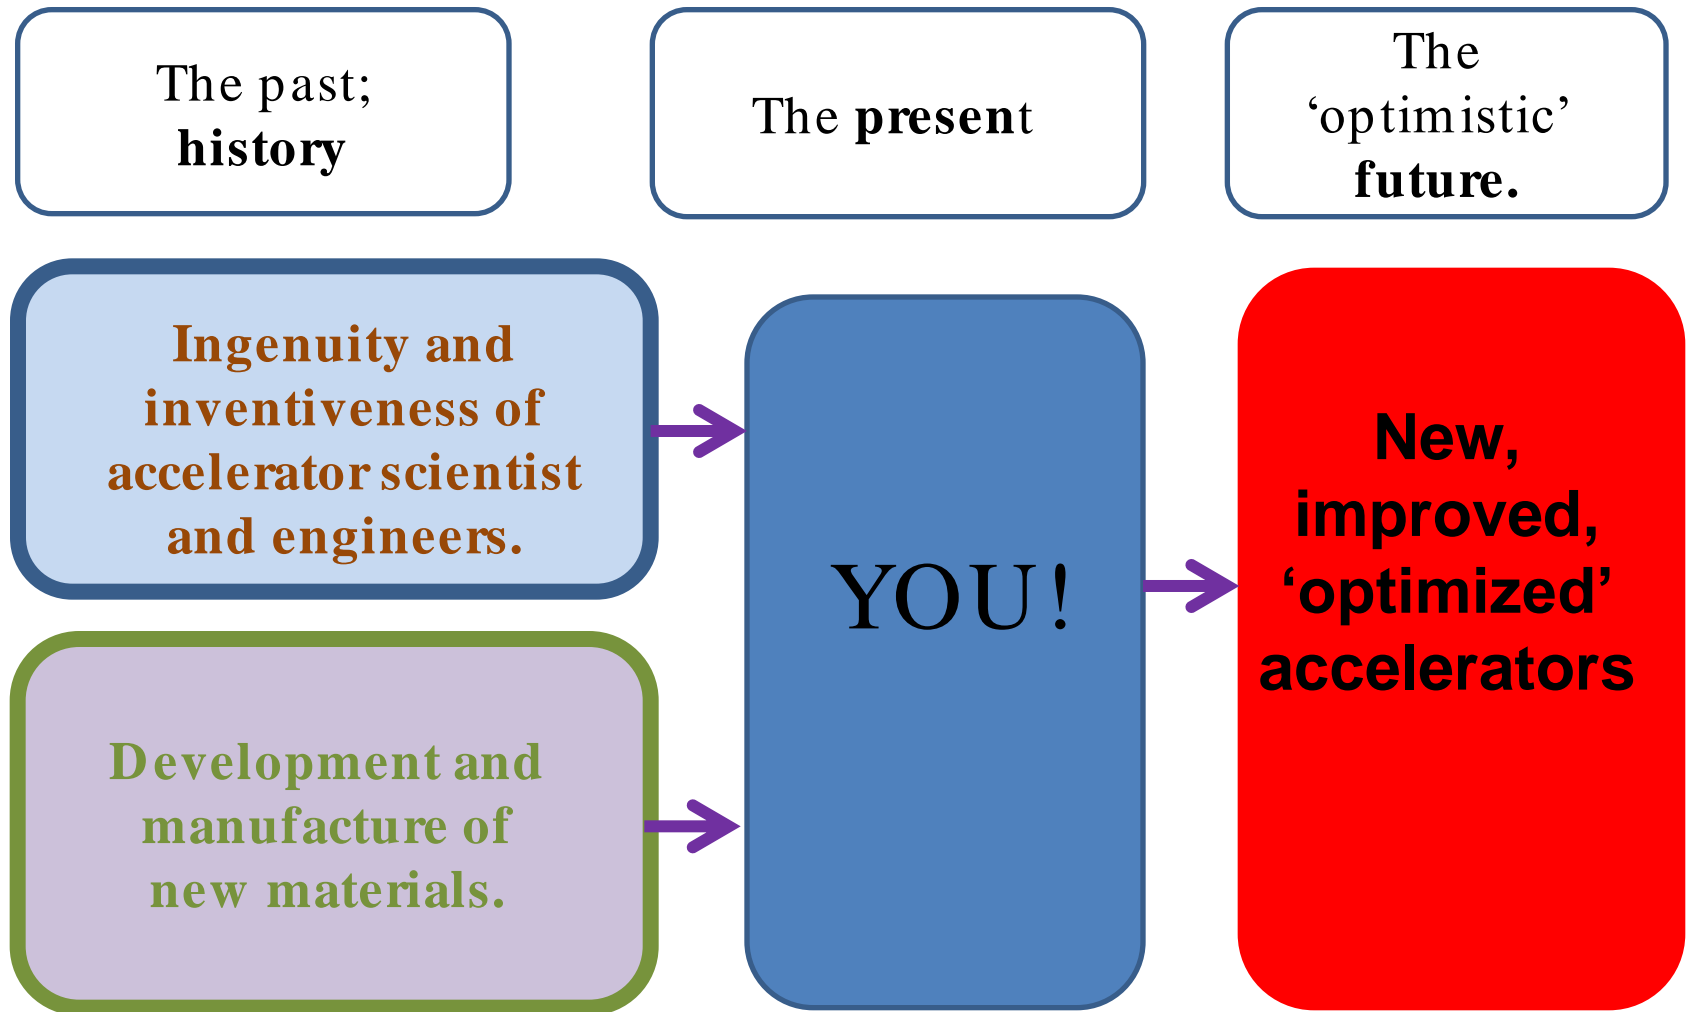 The past;
history
The present
The
‘optimistic’
future.
Ingenuity and
inventiveness of
accelerator scientist
and engineers.
Development and
manufacture of
new materials.
YOU!
New,
improved,
‘optimized’
accelerators